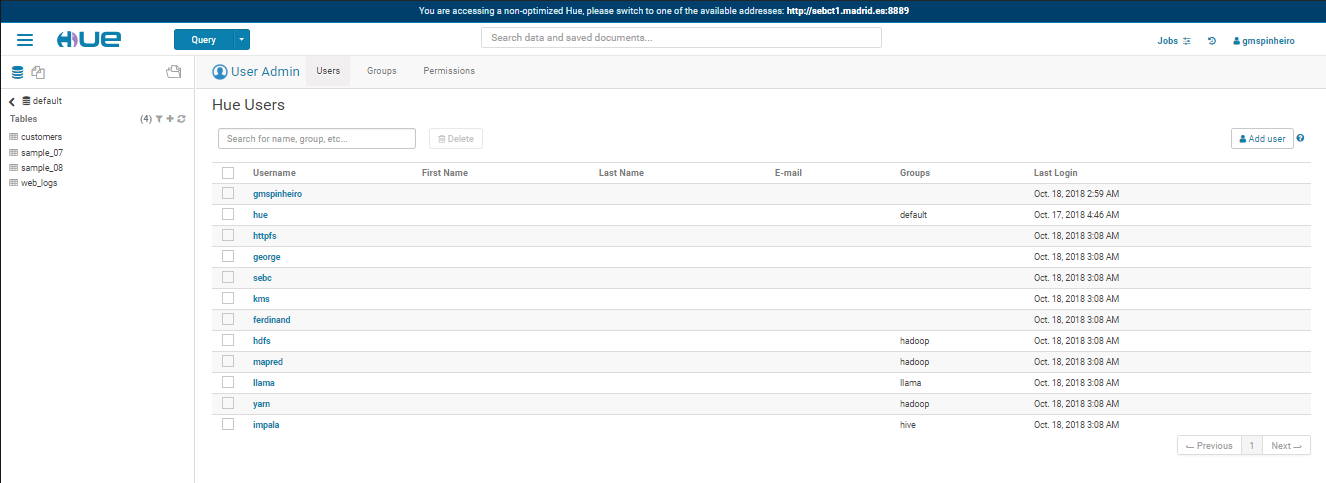 You are accessing a non-optimized Hue, please switch to one of the available addresses: http://sebct1.madrid.es:8889
HUE Query Search data and saved documents... Jobs gmspinheiro
User Admin Users Groups Permissions
default
Tables (4)
customers
sample_07
sample_08
web_logs
Hue Users
Search for name, group, etc... Delete Add user
Username First Name Last Name E-mail Groups Last Login
gmspinheiro Oct. 18, 2018 2:59 AM
hue default Oct. 17, 2018 4:46 AM
httpfs Oct. 18, 2018 3:08 AM
george Oct. 18, 2018 3:08 AM
sebc Oct. 18, 2018 3:08 AM
kms Oct. 18, 2018 3:08 AM
ferdinand Oct. 18, 2018 3:08 AM
hdfs hadoop Oct. 18, 2018 3:08 AM
mapred hadoop Oct. 18, 2018 3:08 AM
llama llama Oct. 18, 2018 3:08 AM
yarn hadoop Oct. 18, 2018 3:08 AM
impala hive Oct. 18, 2018 3:08 AM
Previous 1 Next